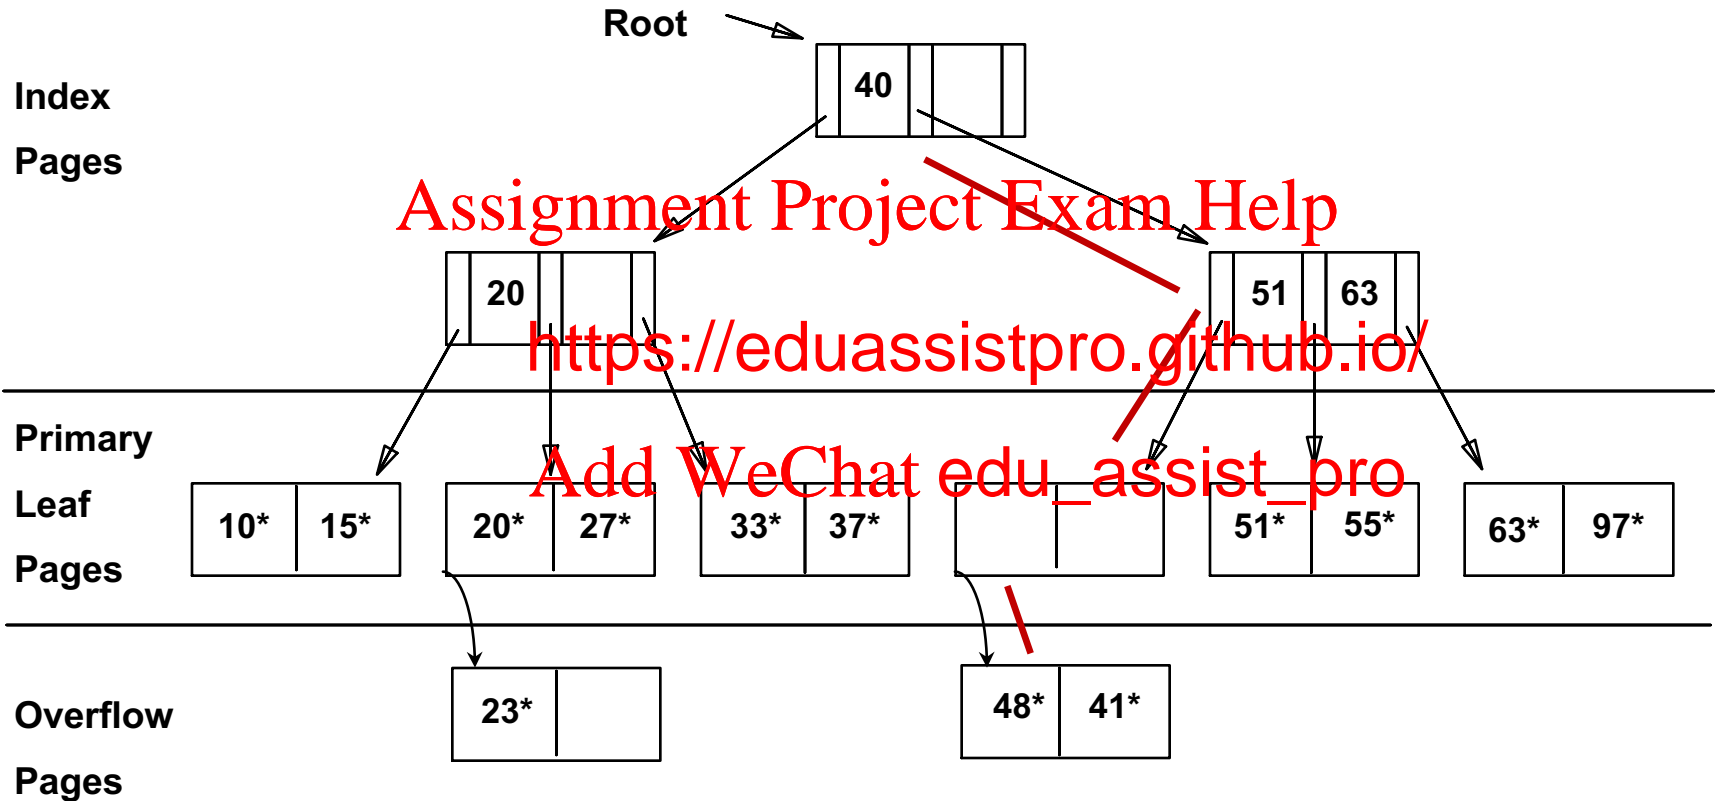 Root
40
Index
Pages
Assignment Project Exam Help
20
51 63
https://eduassistpro.github.io/
Primary
Leaf
Pages
Add WeChat edu_assist_pro
10* 15* 20* 27* 33* 37* 51* 55* 63* 97*
Overflow
Pages
23* 48* 41*